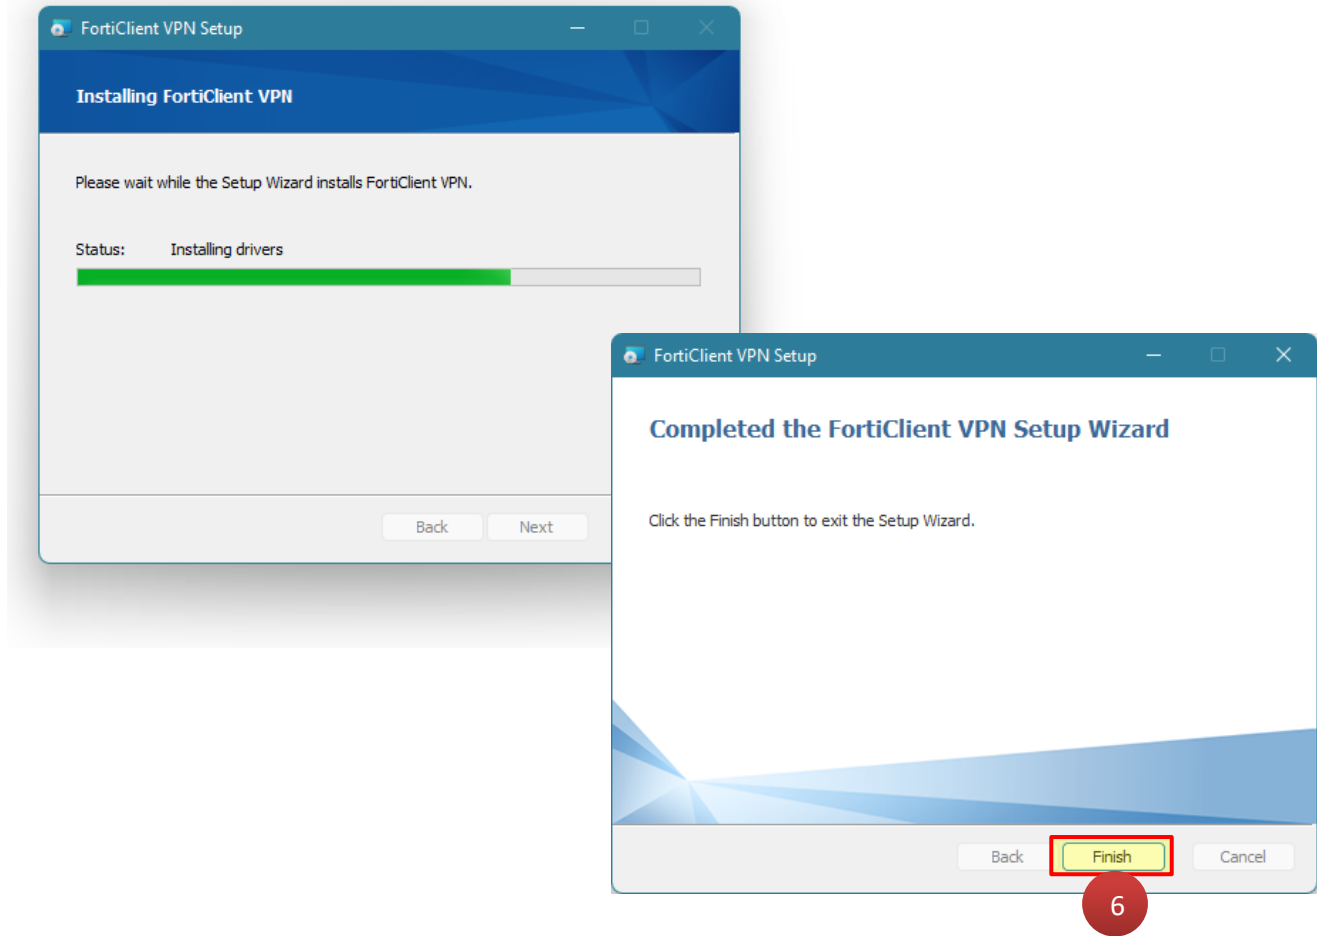 FortiClient VPN Setup
Installing FortiClient VPN
Please wait while the Setup Wizard installs FortiClient VPN.
Status: Installing drivers
Back Next
FortiClient VPN Setup
Completed the FortiClient VPN Setup Wizard
Click the Finish button to exit the Setup Wizard.
Back Finish Cancel
6